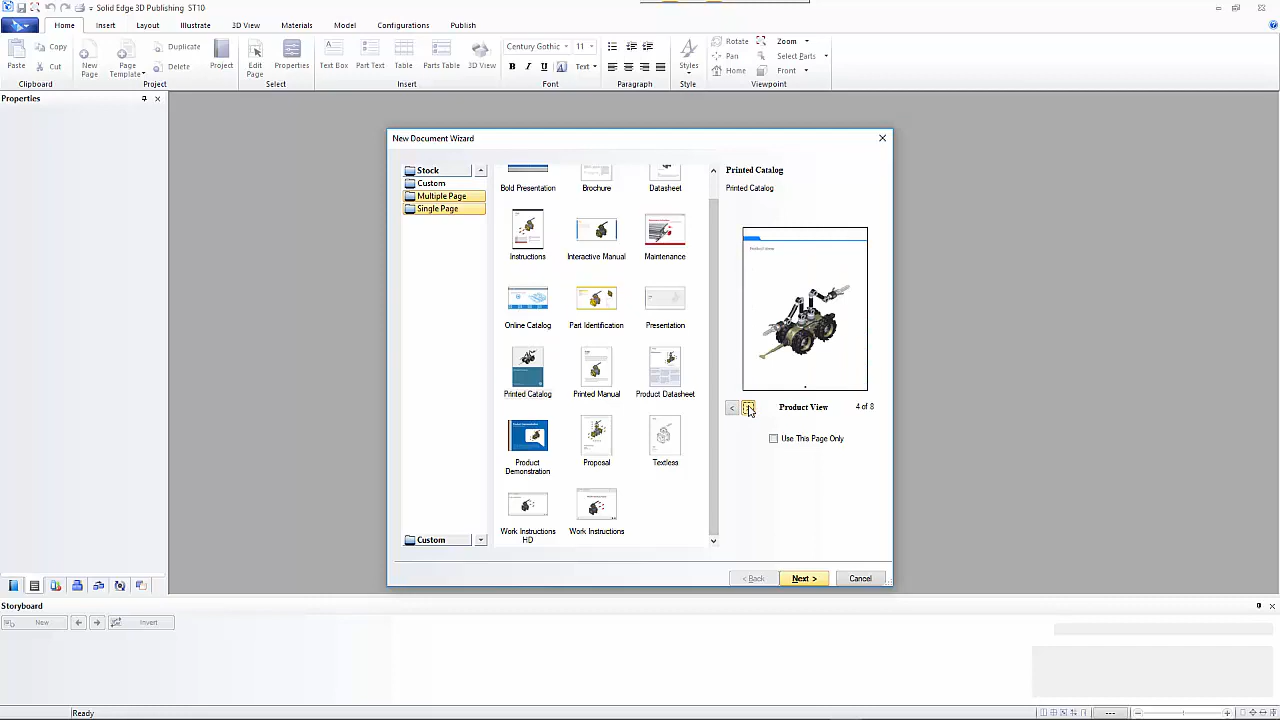 Solid Edge 3D Publishing ST10
Home
Insert
Layout
Illustrate
3D View
Materials
Model
Configurations
Publish
Paste
Copy
Cut
Clipboard
New Page
Page Template
Duplicate
Delete
Project
Project
Edit Page
Properties
Select
Text Box
Part Text
Table
Parts Table
3D View
Insert
Century Gothic
11
B I U A Text
Font
Paragraph
Styles
Style
Rotate
Pan
Home
Zoom
Select Parts
Front
Viewpoint
Properties
New Document Wizard
Stock
Custom
Multiple Page
Single Page
Custom
Bold Presentation
Brochure
Datasheet
Instructions
Interactive Manual
Maintenance
Online Catalog
Part Identification
Presentation
Printed Catalog
Printed Manual
Product Datasheet
Product
Demonstration
Proposal
Textless
Work Instructions
HD
Work Instructions
Printed Catalog
Printed Catalog
<
Product View
4 of 8
Use This Page Only
< Back
Next >
Cancel
Storyboard
New
Invert
Ready
---